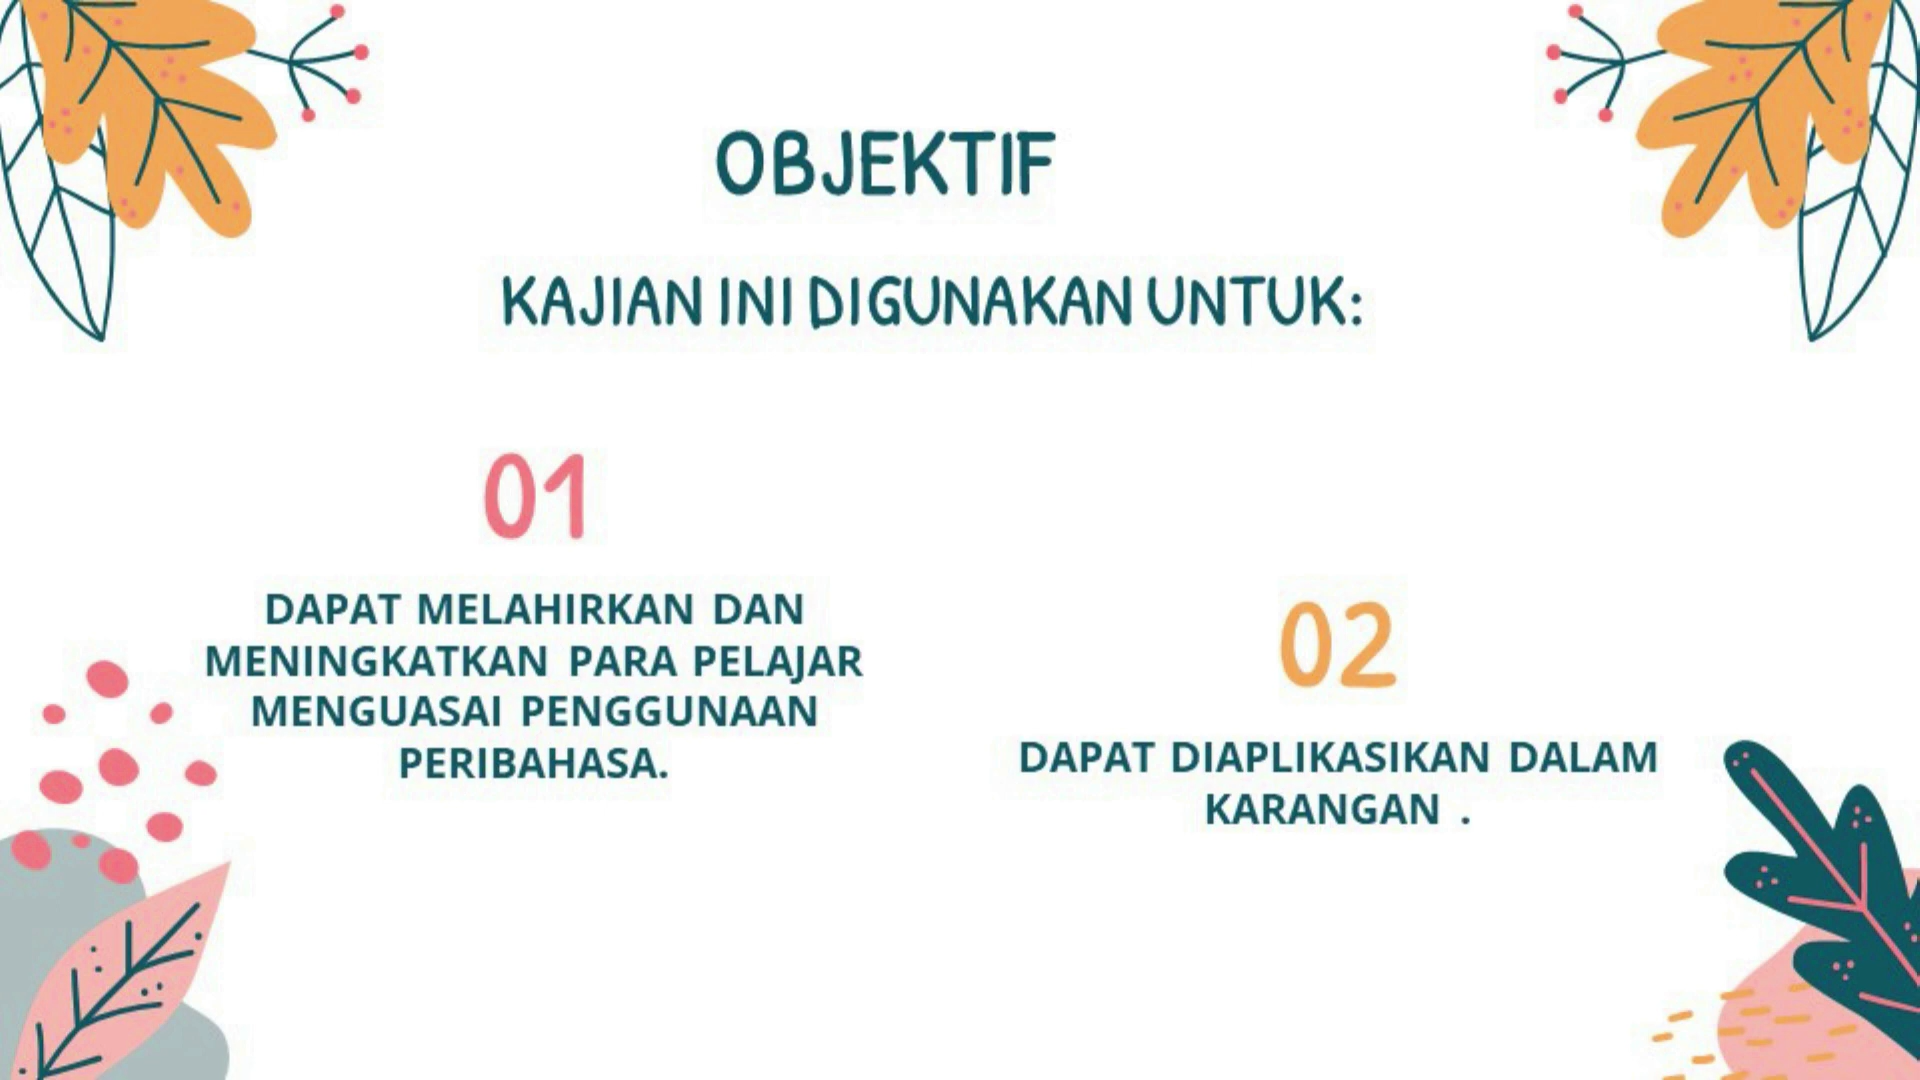 OBJEKTIF
KAJIAN INI DIGUNAKAN UNTUK:
01
DAPAT MELAHIRKAN DAN
MENINGKATKAN PARA PELAJAR
MENGUASAI PENGGUNAAN
PERIBAHASA.
02
DAPAT DIAPLIKASIKAN DALAM
KARANGAN .